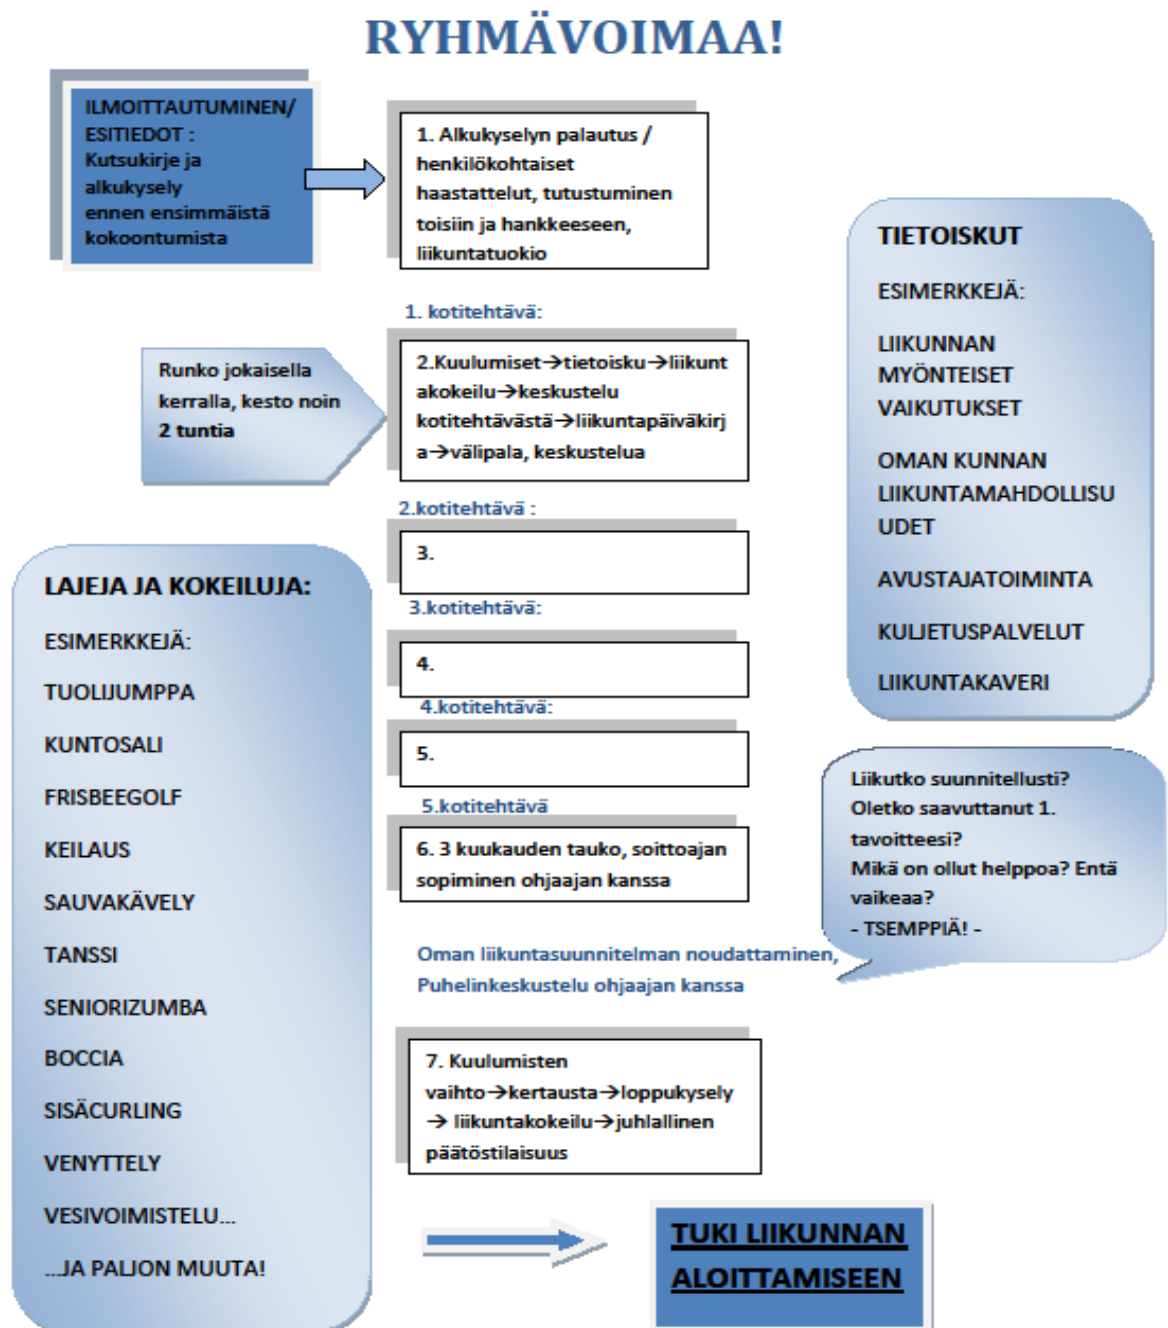 RYHMÄVOIMAA!
ILMOITTAUTUMINEN/
ESITIEDOT :
Kutsukirje ja
alkukysely
ennen ensimmäistä
kokoontumista
1. Alkukyselyn palautus /
henkilökohtaiset
haastattelut, tutustuminen
toisiin ja hankkeeseen,
liikuntatuokio
1. kotitehtävä:
Runko jokaisella
kerralla, kesto noin
2 tuntia
2.Kuulumiset→tietoisku→liikunt
akokeilu→keskustelu
kotitehtävästä→liikuntapäiväkirj
a→välipala, keskustelua
2.kotitehtävä :
3.
3.kotitehtävä:
4.
4.kotitehtävä:
5.
5.kotitehtävä
6. 3 kuukauden tauko, soittoajan
sopiminen ohjaajan kanssa
Oman liikuntasuunnitelman noudattaminen,
Puhelinkeskustelu ohjaajan kanssa
7. Kuulumisten
vaihto→kertausta→loppukysely
→ liikuntakokeilu→juhlallinen
päätöstilaisuus
TIETOISKUT
ESIMERKKEJÄ:
LIIKUNNAN
MYÖNTEISET
VAIKUTUKSET
OMAN KUNNAN
LIIKUNTAMAHDOLLISU
UDET
AVUSTAJATOIMINTA
KULJETUSPALVELUT
LIIKUNTAKAVERI
Liikutko suunnitellusti?
Oletko saavuttanut 1.
tavoitteesi?
Mikä on ollut helppoa? Entä
vaikeaa?
- TSEMPPIÄ! -
LAJEJA JA KOKEILUJA:
ESIMERKKEJÄ:
TUOLIJUMPPA
KUNTOSALI
FRISBEEGOLF
KEILAUS
SAUVAKÄVELY
TANSSI
SENIORIZUMBA
BOCCIA
SISÄCURLING
VENYTTELY
VESIVOIMISTELU...
...JA PALJON MUUTA!
TUKI LIIKUNNAN
ALOITTAMISEEN